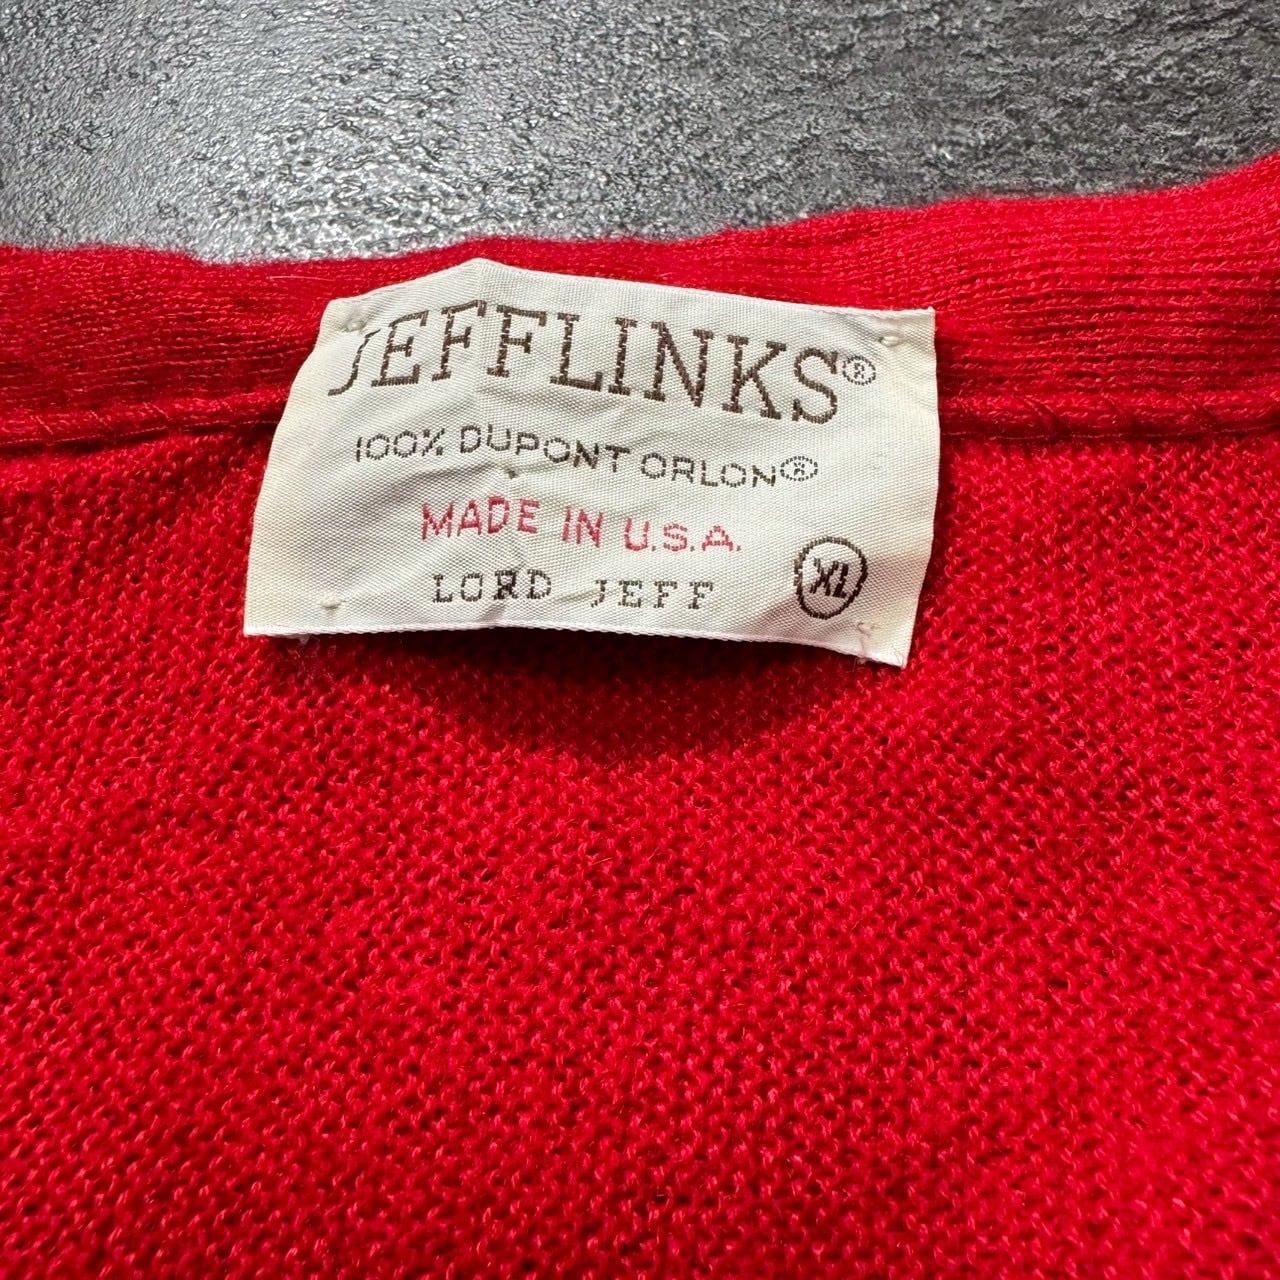 JEFFLINKS®
100% DUPONT ORLON®
MADE IN U.S.A.
LORD JEFF
XL